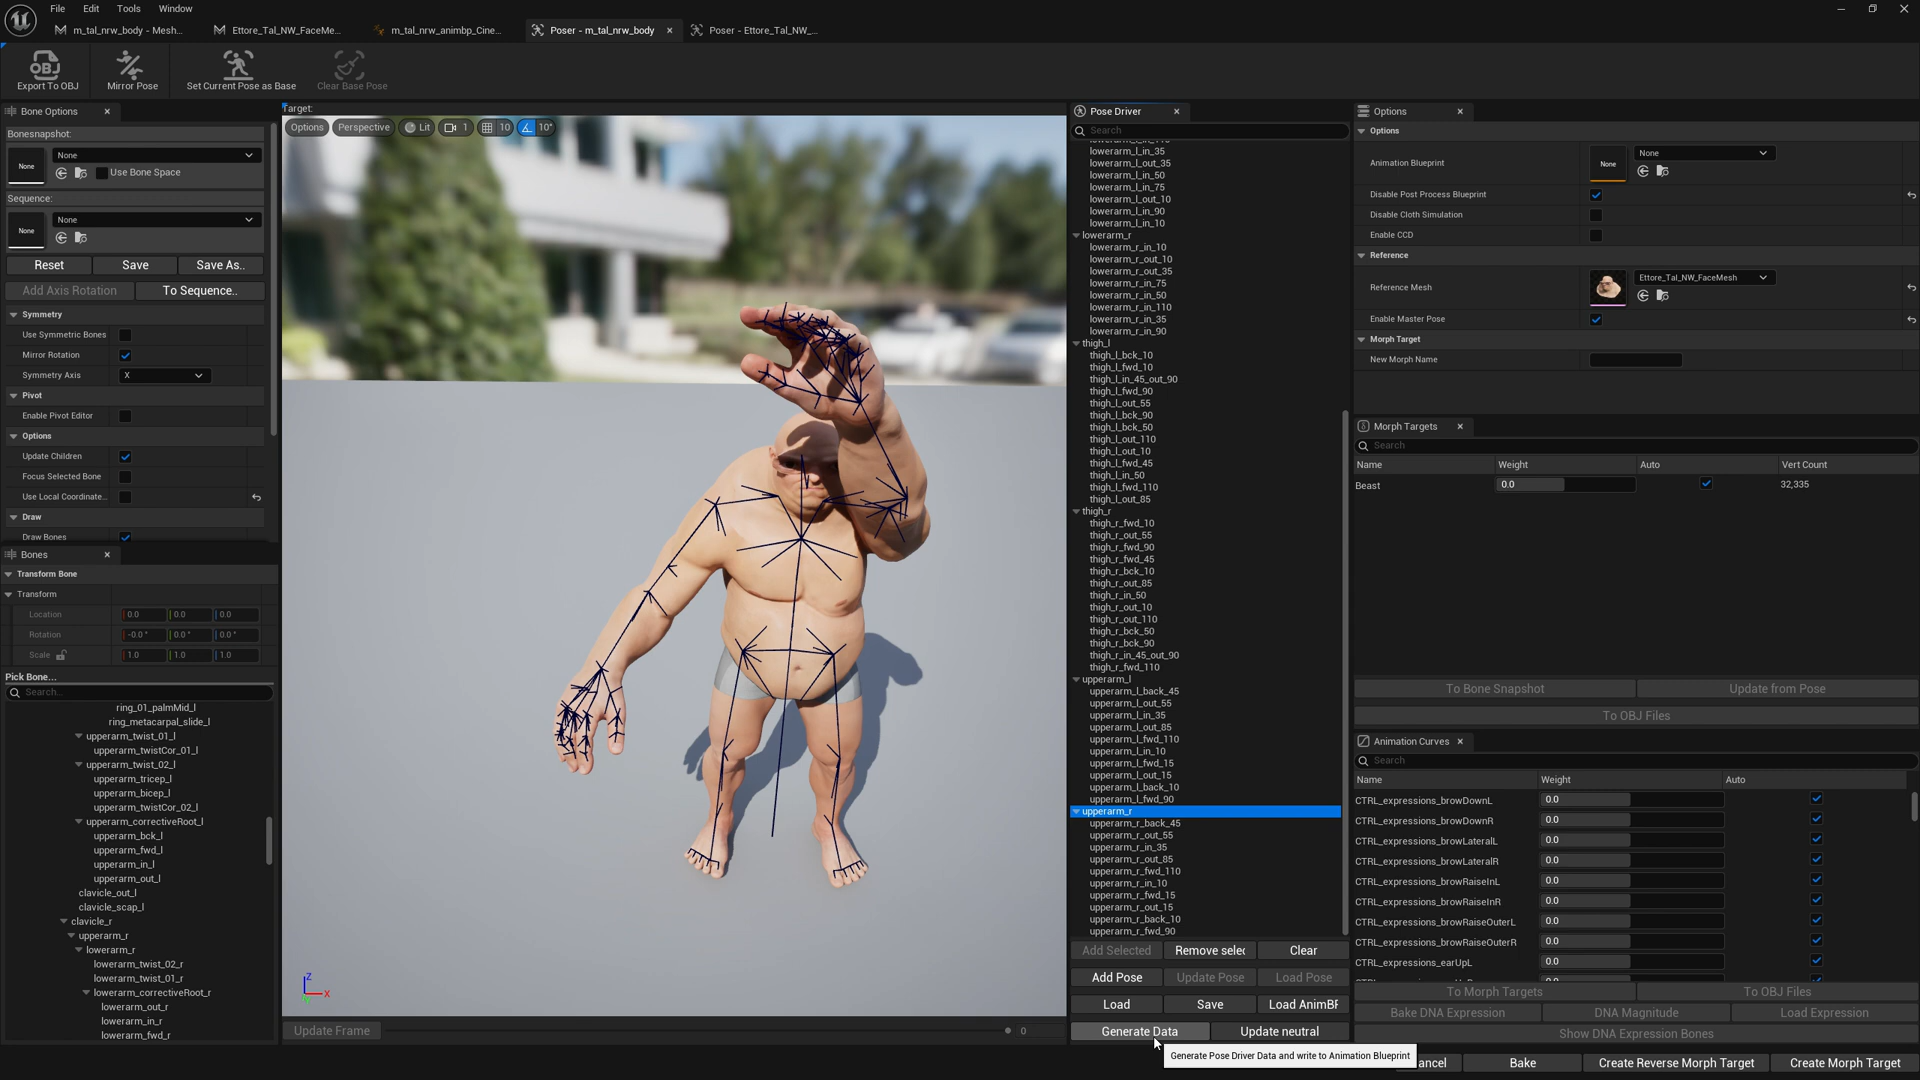 File Edit Tools Window
m_tal_nrw_body - Mesh...
Ettore_Tal_NW_FaceMe...
m_tal_nrw_animbp_Cine...
Poser - m_tal_nrw_body
Poser - Ettore_Tal_NW_...
Export To OBJ
Mirror Pose
Set Current Pose as Base
Clear Base Pose
Bone Options
Bonesnapshot:
None
None
Use Bone Space
Sequence:
None
None
Reset Save Save As..
Add Axis Rotation To Sequence..
Symmetry
Use Symmetric Bones
Mirror Rotation
Symmetry Axis X
Pivot
Enable Pivot Editor
Options
Update Children
Focus Selected Bone
Use Local Coordinate...
Draw
Draw Bones
Bones
Transform Bone
Transform
Location 0.0 0.0 0.0
Rotation -0.0 ° 0.0 ° 0.0 °
Scale 1.0 1.0 1.0
Pick Bone...
Search...
ring_01_palmMid_l
ring_metacarpal_slide_l
upperarm_twist_01_l
upperarm_twistCor_01_l
upperarm_twist_02_l
upperarm_tricep_l
upperarm_bicep_l
upperarm_twistCor_02_l
upperarm_correctiveRoot_l
upperarm_bck_l
upperarm_fwd_l
upperarm_in_l
upperarm_out_l
clavicle_out_l
clavicle_scap_l
clavicle_r
upperarm_r
lowerarm_r
lowerarm_twist_02_r
lowerarm_twist_01_r
lowerarm_correctiveRoot_r
lowerarm_out_r
lowerarm_in_r
lowerarm_fwd_r
Target:
Options Perspective Lit 1 10 10°
Z
X
Update Frame 0
Pose Driver
Search
lowerarm_l_in_35
lowerarm_l_out_35
lowerarm_l_in_50
lowerarm_l_in_75
lowerarm_l_out_10
lowerarm_l_in_90
lowerarm_l_in_10
lowerarm_r
lowerarm_r_in_10
lowerarm_r_out_10
lowerarm_r_out_35
lowerarm_r_in_75
lowerarm_r_in_50
lowerarm_r_in_110
lowerarm_r_in_35
lowerarm_r_in_90
thigh_l
thigh_l_bck_10
thigh_l_fwd_10
thigh_l_in_45_out_90
thigh_l_fwd_90
thigh_l_out_55
thigh_l_bck_90
thigh_l_bck_50
thigh_l_out_110
thigh_l_out_10
thigh_l_fwd_45
thigh_l_in_50
thigh_l_fwd_110
thigh_l_out_85
thigh_r
thigh_r_fwd_10
thigh_r_out_55
thigh_r_fwd_90
thigh_r_fwd_45
thigh_r_bck_10
thigh_r_out_85
thigh_r_in_50
thigh_r_out_10
thigh_r_out_110
thigh_r_bck_50
thigh_r_bck_90
thigh_r_in_45_out_90
thigh_r_fwd_110
upperarm_l
upperarm_l_back_45
upperarm_l_out_55
upperarm_l_in_35
upperarm_l_out_85
upperarm_l_fwd_110
upperarm_l_in_10
upperarm_l_fwd_15
upperarm_l_out_15
upperarm_l_back_10
upperarm_l_fwd_90
upperarm_r
upperarm_r_back_45
upperarm_r_out_55
upperarm_r_in_35
upperarm_r_out_85
upperarm_r_fwd_110
upperarm_r_in_10
upperarm_r_fwd_15
upperarm_r_out_15
upperarm_r_back_10
upperarm_r_fwd_90
Add Selected Remove selec Clear
Add Pose Update Pose Load Pose
Load Save Load AnimBF
Generate Data Update neutral
Generate Pose Driver Data and write to Animation Blueprint
Options
Options
Animation Blueprint None None
Disable Post Process Blueprint
Disable Cloth Simulation
Enable CCD
Reference
Reference Mesh Ettore_Tal_NW_FaceMesh
Enable Master Pose
Morph Target
New Morph Name
Morph Targets
Search
Name Weight Auto Vert Count
Beast 0.0 32,335
To Bone Snapshot Update from Pose
To OBJ Files
Animation Curves
Search
Name Weight Auto
CTRL_expressions_browDownL 0.0
CTRL_expressions_browDownR 0.0
CTRL_expressions_browLateralL 0.0
CTRL_expressions_browLateralR 0.0
CTRL_expressions_browRaiseInL 0.0
CTRL_expressions_browRaiseInR 0.0
CTRL_expressions_browRaiseOuterL 0.0
CTRL_expressions_browRaiseOuterR 0.0
CTRL_expressions_earUpL 0.0
To Morph Targets To OBJ Files
Bake DNA Expression DNA Magnitude Load Expression
Show DNA Expression Bones
ancel Bake Create Reverse Morph Target Create Morph Target